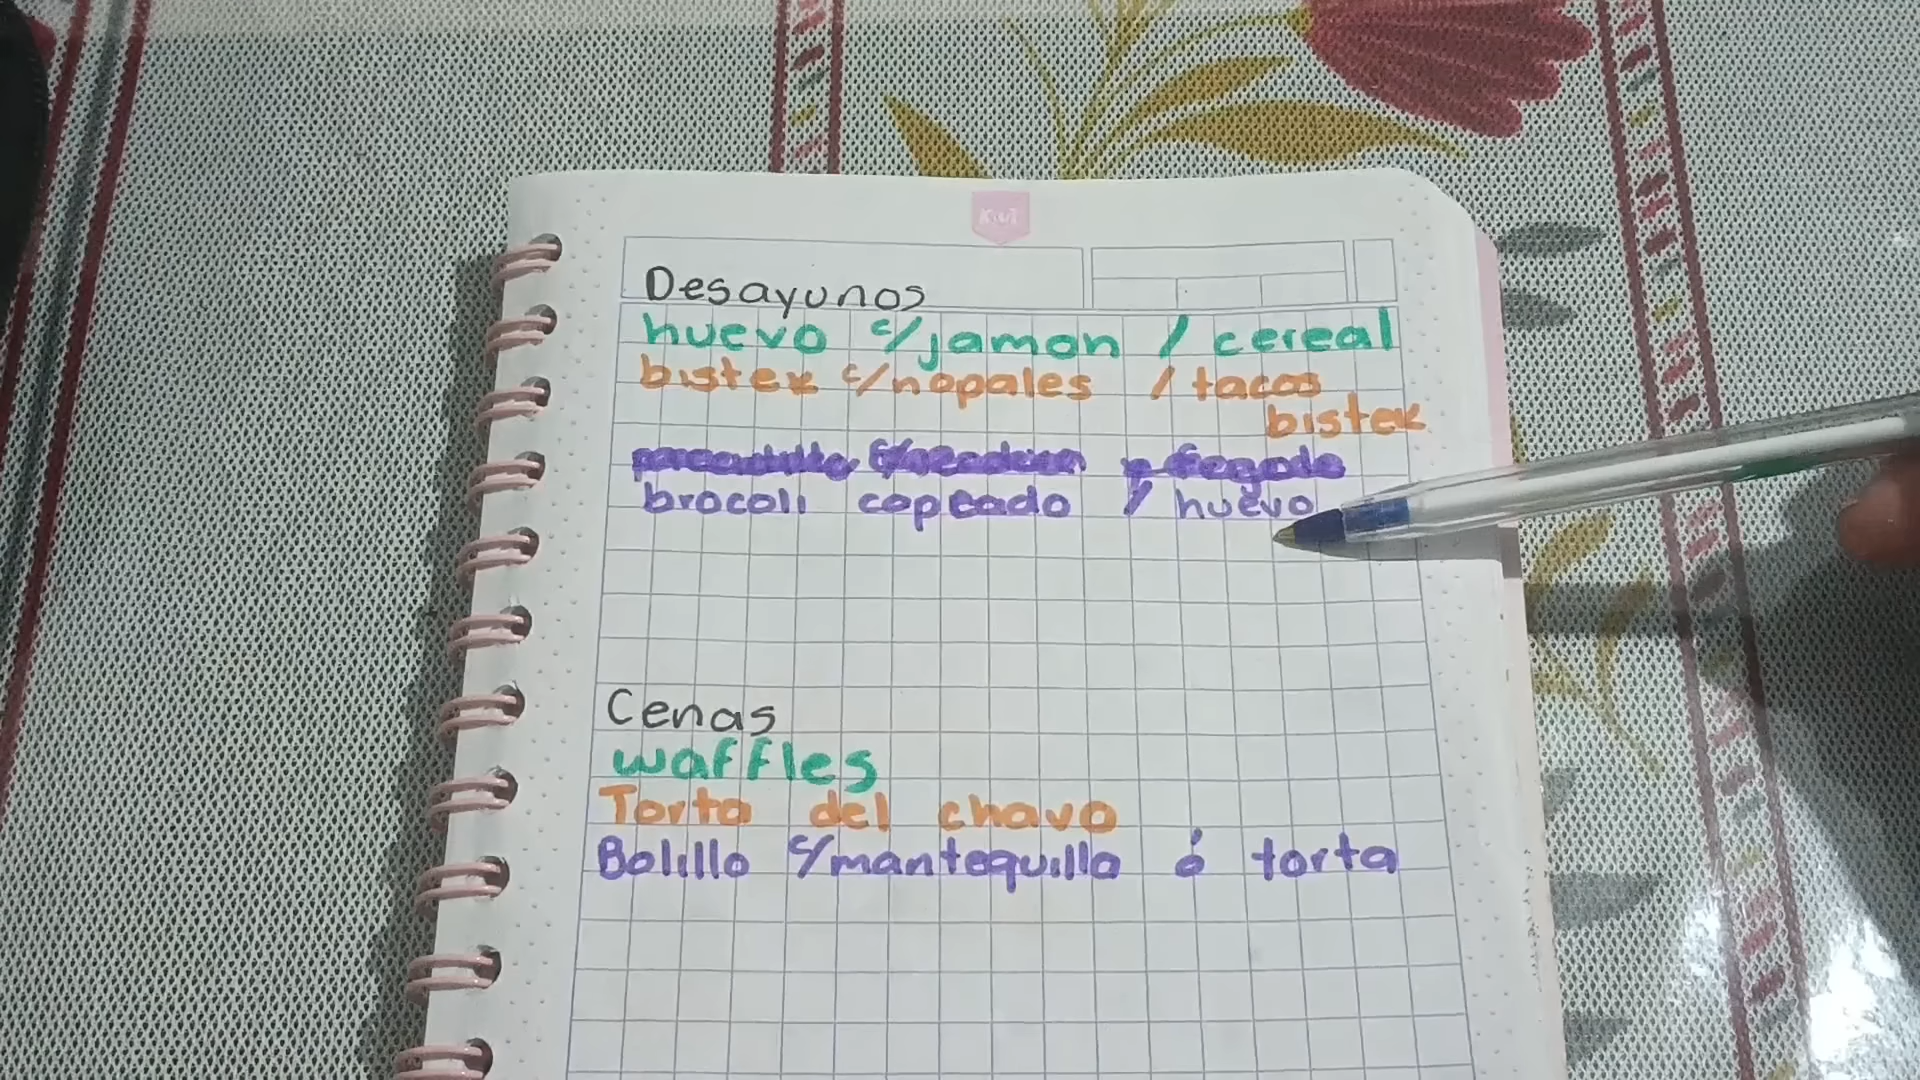 KiuT
Desayunos
huevo c/jamon / cereal
bistek c/nopales / tacos
bistek
brocoli capeado / huevo
Cenas
waffles
Torta del chavo
Bolillo c/mantequilla ó torta